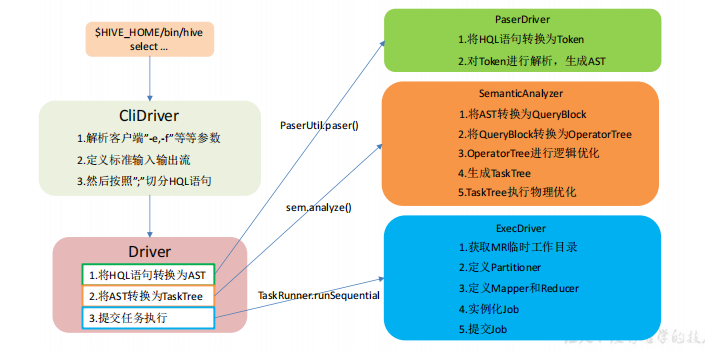 $HIVE_HOME/bin/hive
select ...
CliDriver
1.解析客户端"-e,-f"等等参数
2.定义标准输入输出流
3.然后按照";"切分HQL语句
Driver
1.将HQL语句转换为AST
2.将AST转换为TaskTree
3.提交任务执行
PaserUtil.paser()
sem.analyze()
TaskRunner.runSequential
PaserDriver
1.将HQL语句转换为Token
2.对Token进行解析，生成AST
SemanticAnalyzer
1.将AST转换为QueryBlock
2.将QueryBlock转换为OperatorTree
3.OperatorTree进行逻辑优化
4.生成TaskTree
5.TaskTree执行物理优化
ExecDriver
1.获取MR临时工作目录
2.定义Partitioner
3.定义Mapper和Reducer
4.实例化Job
5.提交Job